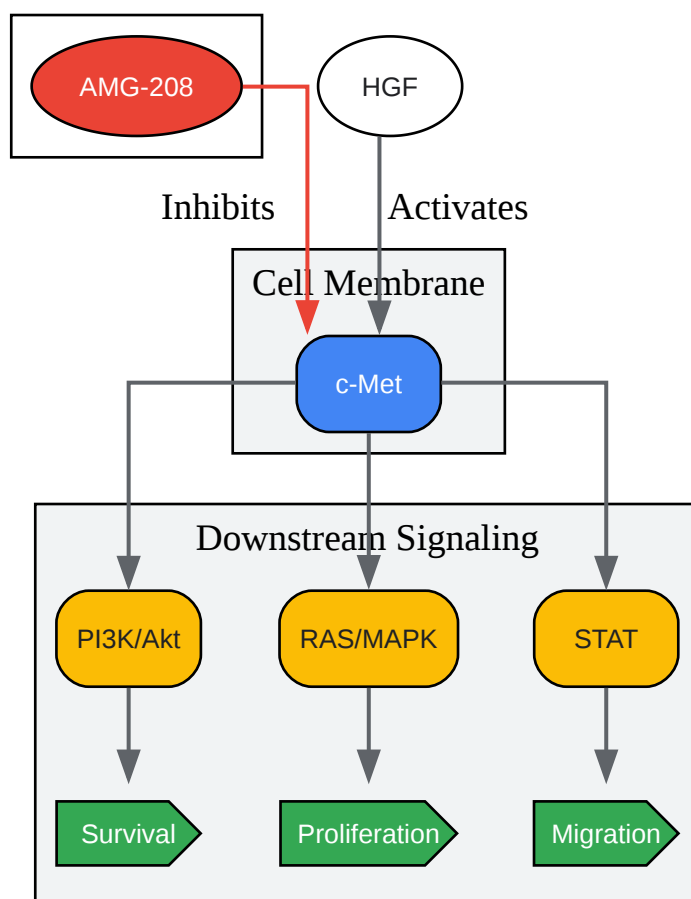 AMG-208
HGF
Inhibits
Activates
Cell Membrane
c-Met
Downstream Signaling
PI3K/Akt
RAS/MAPK
STAT
Survival
Proliferation
Migration